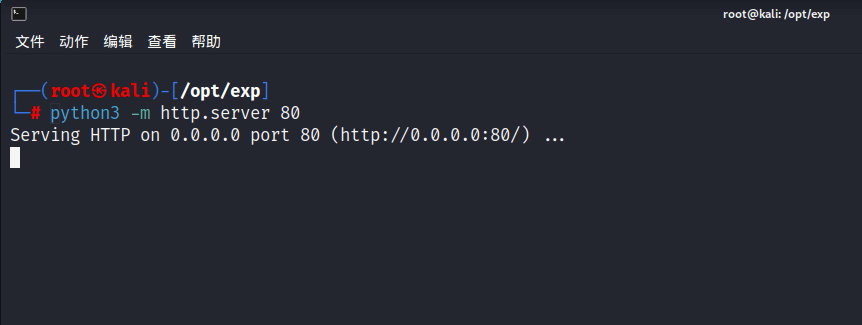 root@kali: /opt/exp
文件 动作 编辑 查看 帮助
┌──(root㉿kali)-[/opt/exp]
└─# python3 -m http.server 80
Serving HTTP on 0.0.0.0 port 80 (http://0.0.0.0:80/) ...